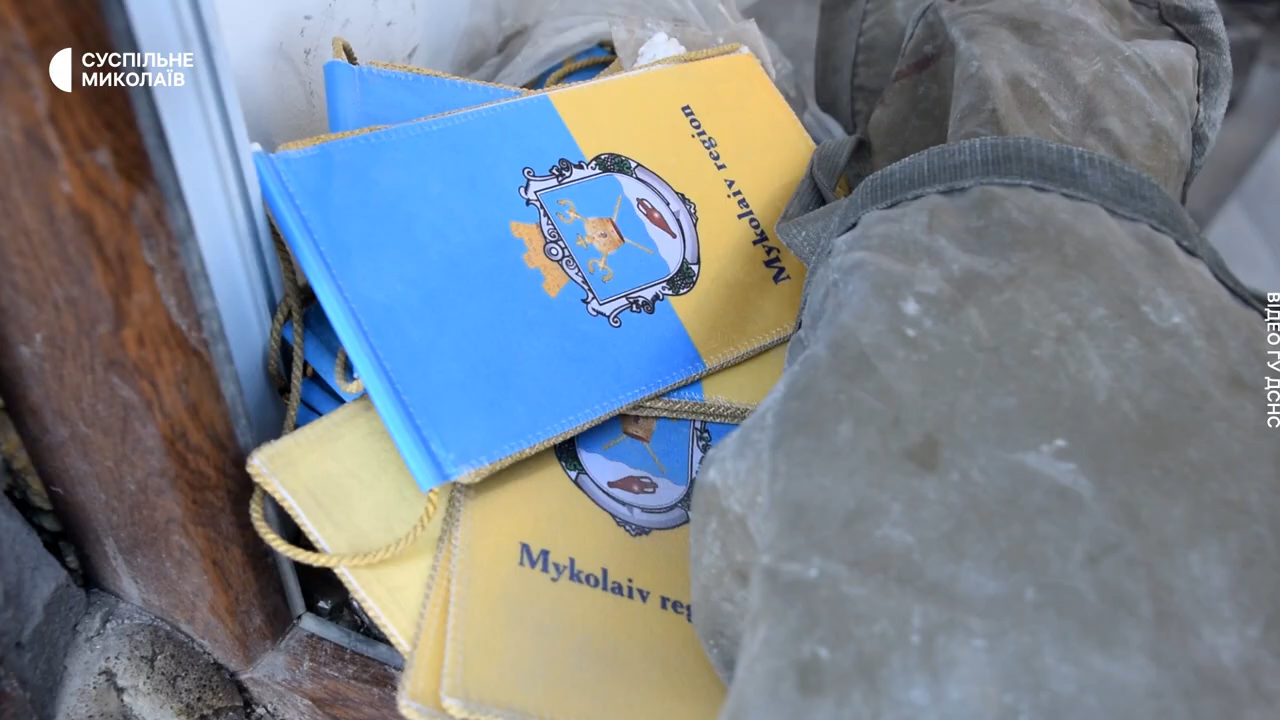 СУСПІЛЬНЕ
МИКОЛАЇВ
Mykolaiv region
Mykolaiv reg
ВІДЕО ГУ ДСНС